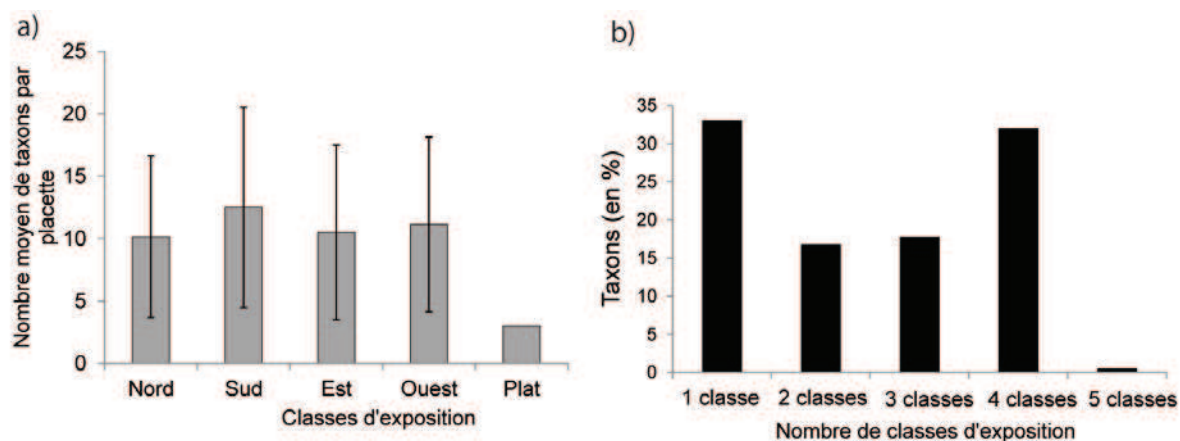 a)
Nombre moyen de taxons par
placette
25
20
15
10
5
0
Nord Sud Est Ouest Plat
Classes d'exposition
b)
Taxons (en %)
35
30
25
20
15
10
5
0
1 classe 2 classes 3 classes 4 classes 5 classes
Nombre de classes d'exposition